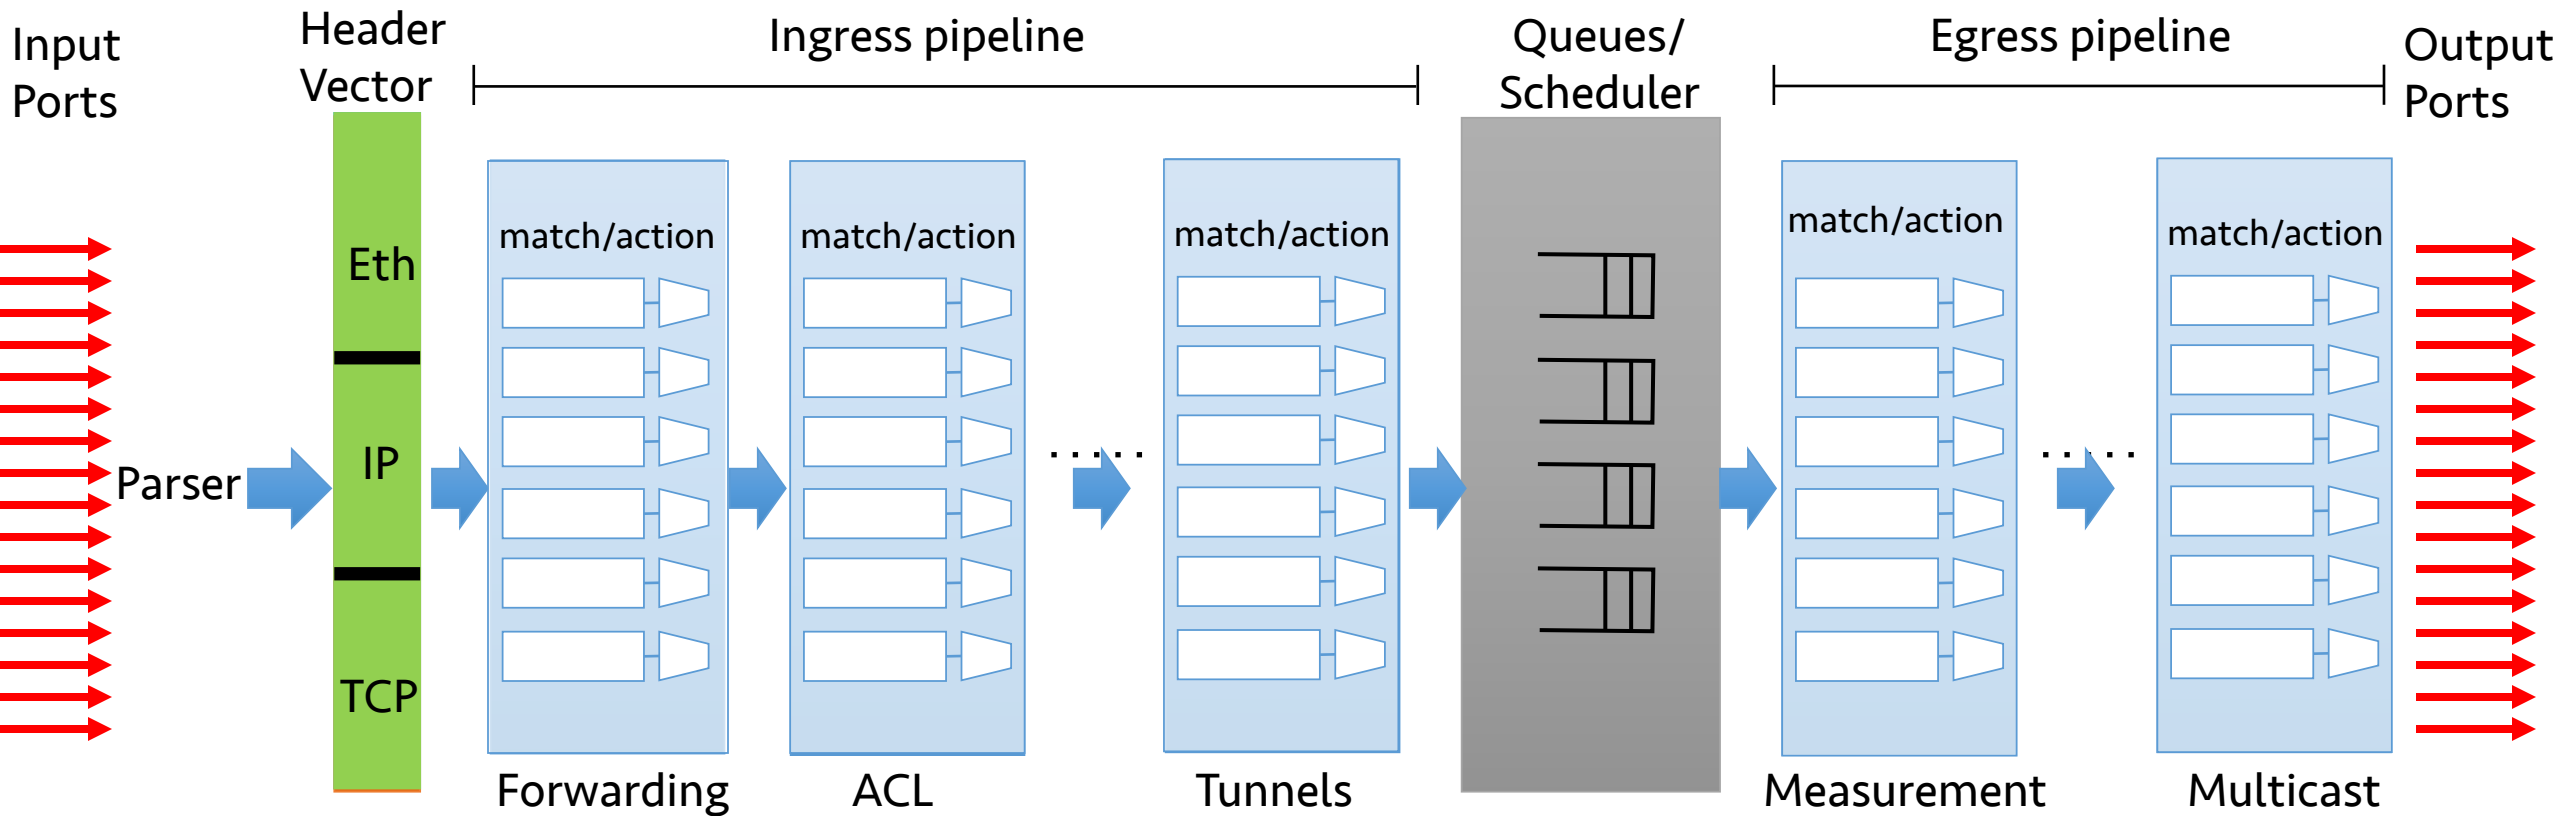 Input
Ports
Header
Vector
Ingress pipeline
Queues/
Scheduler
Egress pipeline
Output
Ports
Parser
Eth
IP
TCP
match/action
match/action
match/action
match/action
match/action
Forwarding
ACL
.....
Tunnels
Measurement
.....
Multicast